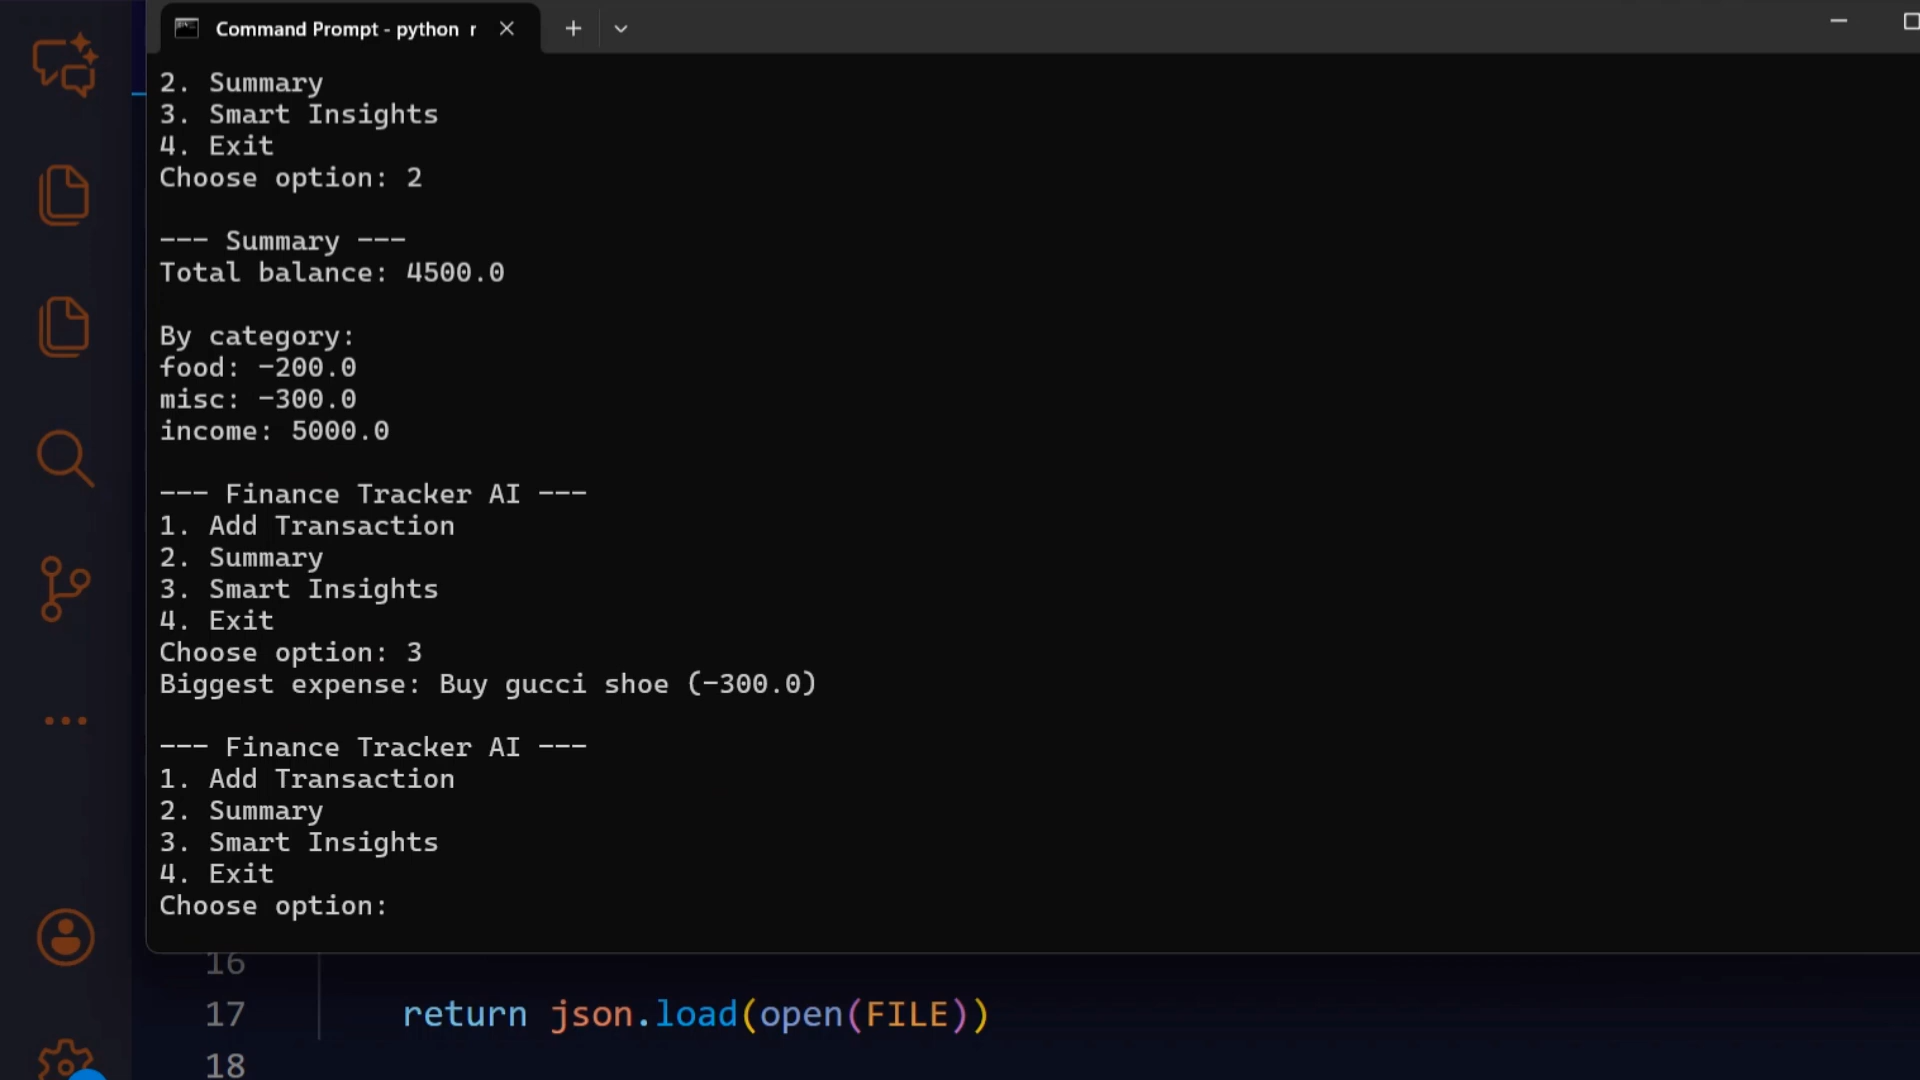 Command Prompt - python r
2. Summary
3. Smart Insights
4. Exit
Choose option: 2
--- Summary ---
Total balance: 4500.0
By category:
food: -200.0
misc: -300.0
income: 5000.0
--- Finance Tracker AI ---
1. Add Transaction
2. Summary
3. Smart Insights
4. Exit
Choose option: 3
Biggest expense: Buy gucci shoe (-300.0)
--- Finance Tracker AI ---
1. Add Transaction
2. Summary
3. Smart Insights
4. Exit
Choose option:
16
17 return json.load(open(FILE))
18